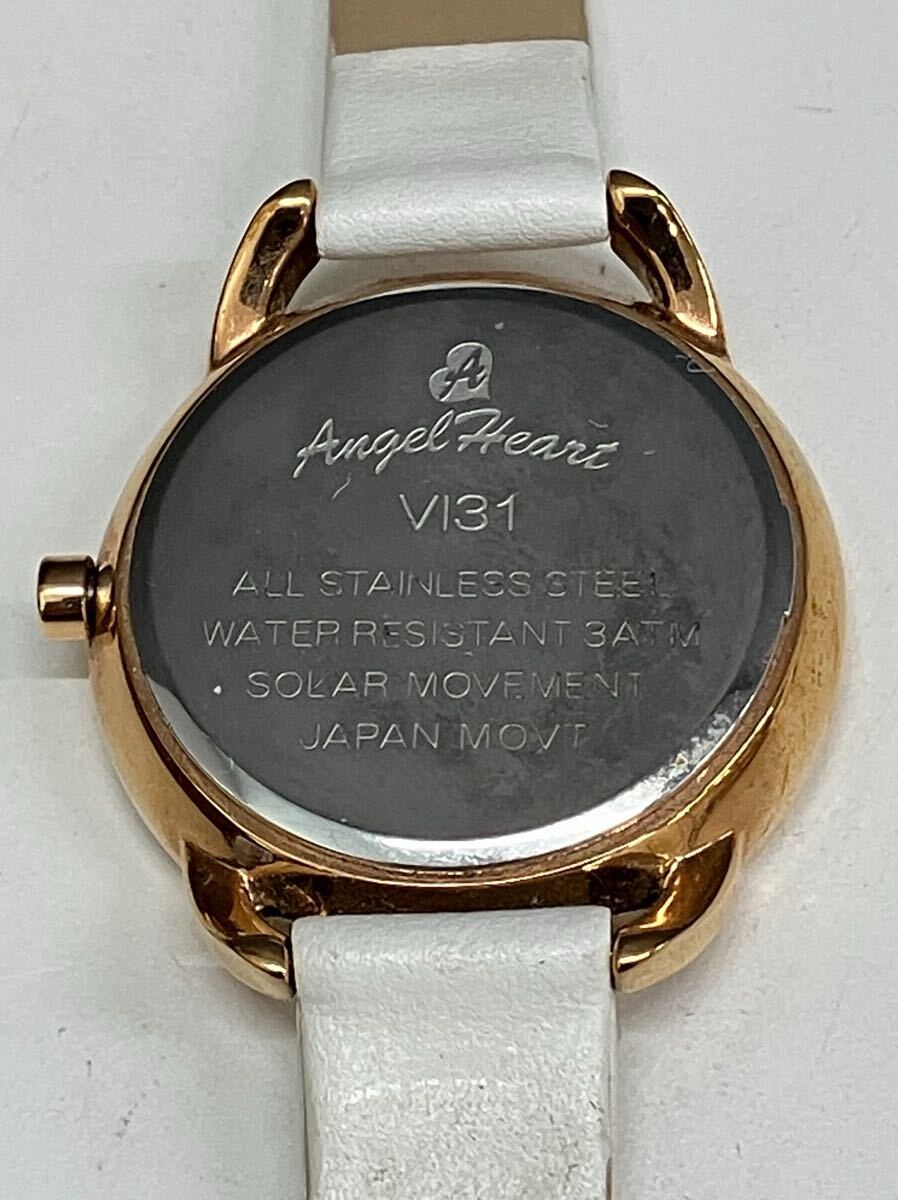 A
Angel Heart
VI31
ALL STAINLESS STEEL
WATER RESISTANT 3ATM
SOLAR MOVEMENT
JAPAN MOVT